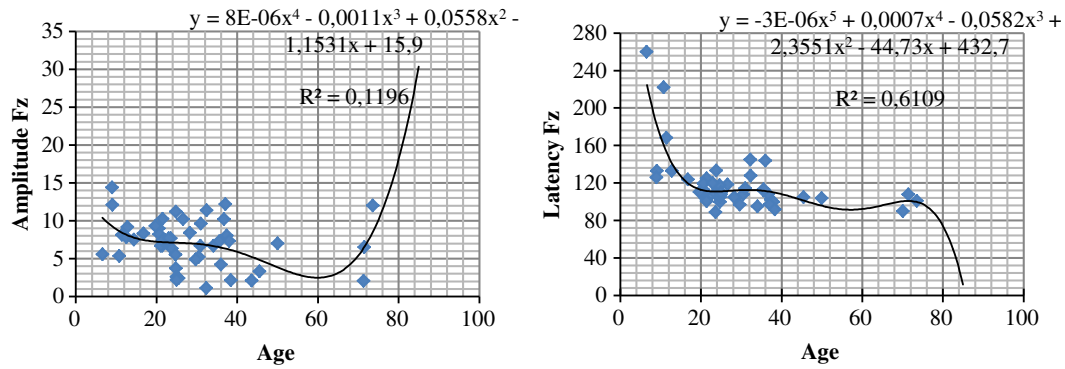 y = 8E-06x⁴ - 0,0011x³ + 0,0558x² -
1,1531x + 15,9
R² = 0,1196
Amplitude Fz
35
30
25
20
15
10
5
0
0 20 40 60 80 100
Age
y = -3E-06x⁵ + 0,0007x⁴ - 0,0582x³ +
2,3551x² - 44,73x + 432,7
R² = 0,6109
Latency Fz
280
240
200
160
120
80
40
0
0 20 40 60 80 100
Age